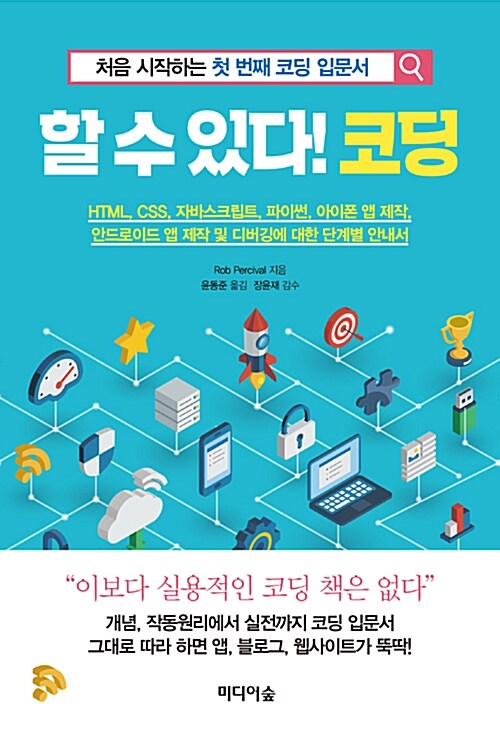 처음 시작하는 첫 번째 코딩 입문서
할 수 있다! 코딩
HTML, CSS, 자바스크립트, 파이썬, 아이폰 앱 제작,
안드로이드 앱 제작 및 디버깅에 대한 단계별 안내서
Rob Percival 지음
윤동준 옮김 장윤재 감수
“이보다 실용적인 코딩 책은 없다”
개념, 작동원리에서 실전까지 코딩 입문서
그대로 따라 하면 앱, 블로그, 웹사이트가 뚝딱!
미디어숲